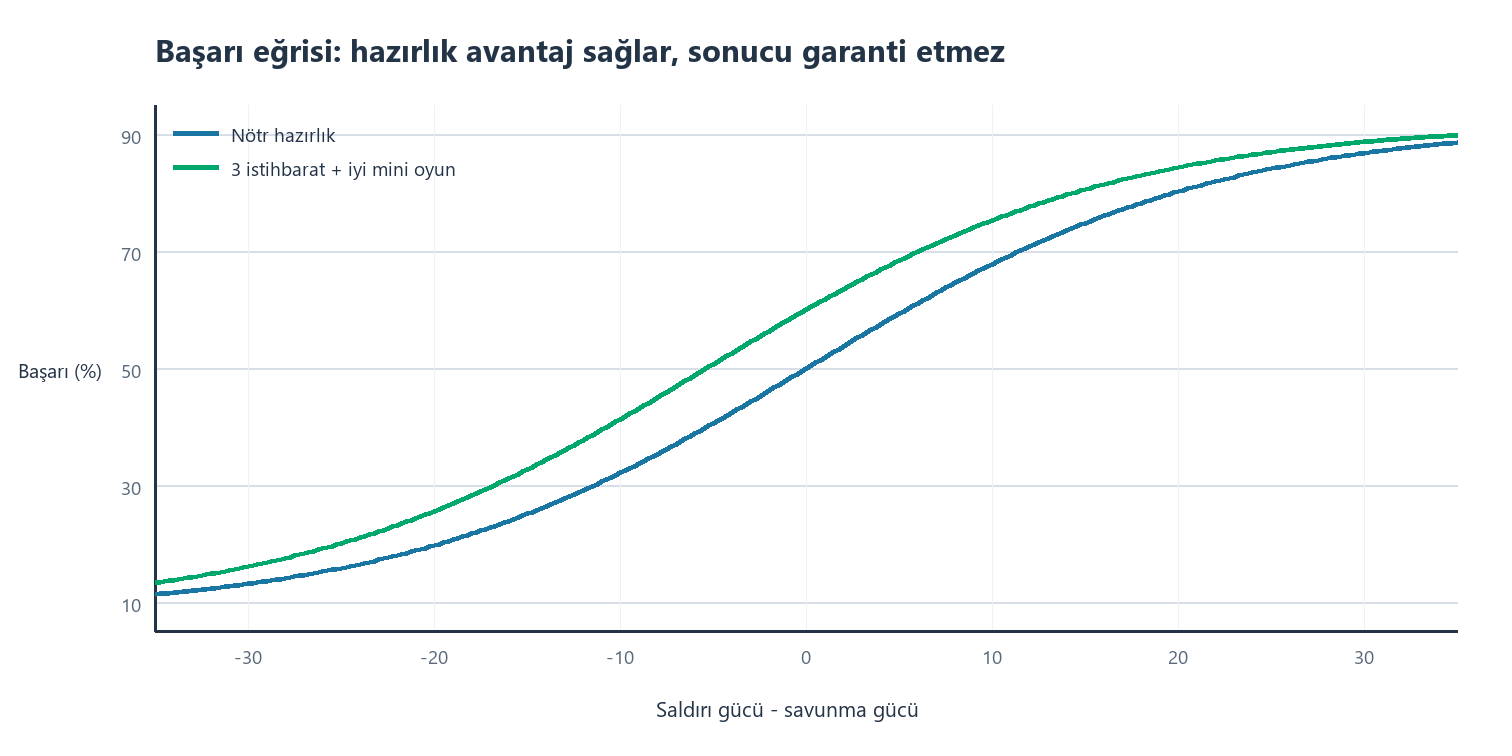 Başarı eğrisi: hazırlık avantaj sağlar, sonucu garanti etmez
Nötr hazırlık
3 istihbarat + iyi mini oyun
90
70
Başarı (%)
50
30
10
-30
-20
-10
0
10
20
30
Saldırı gücü - savunma gücü